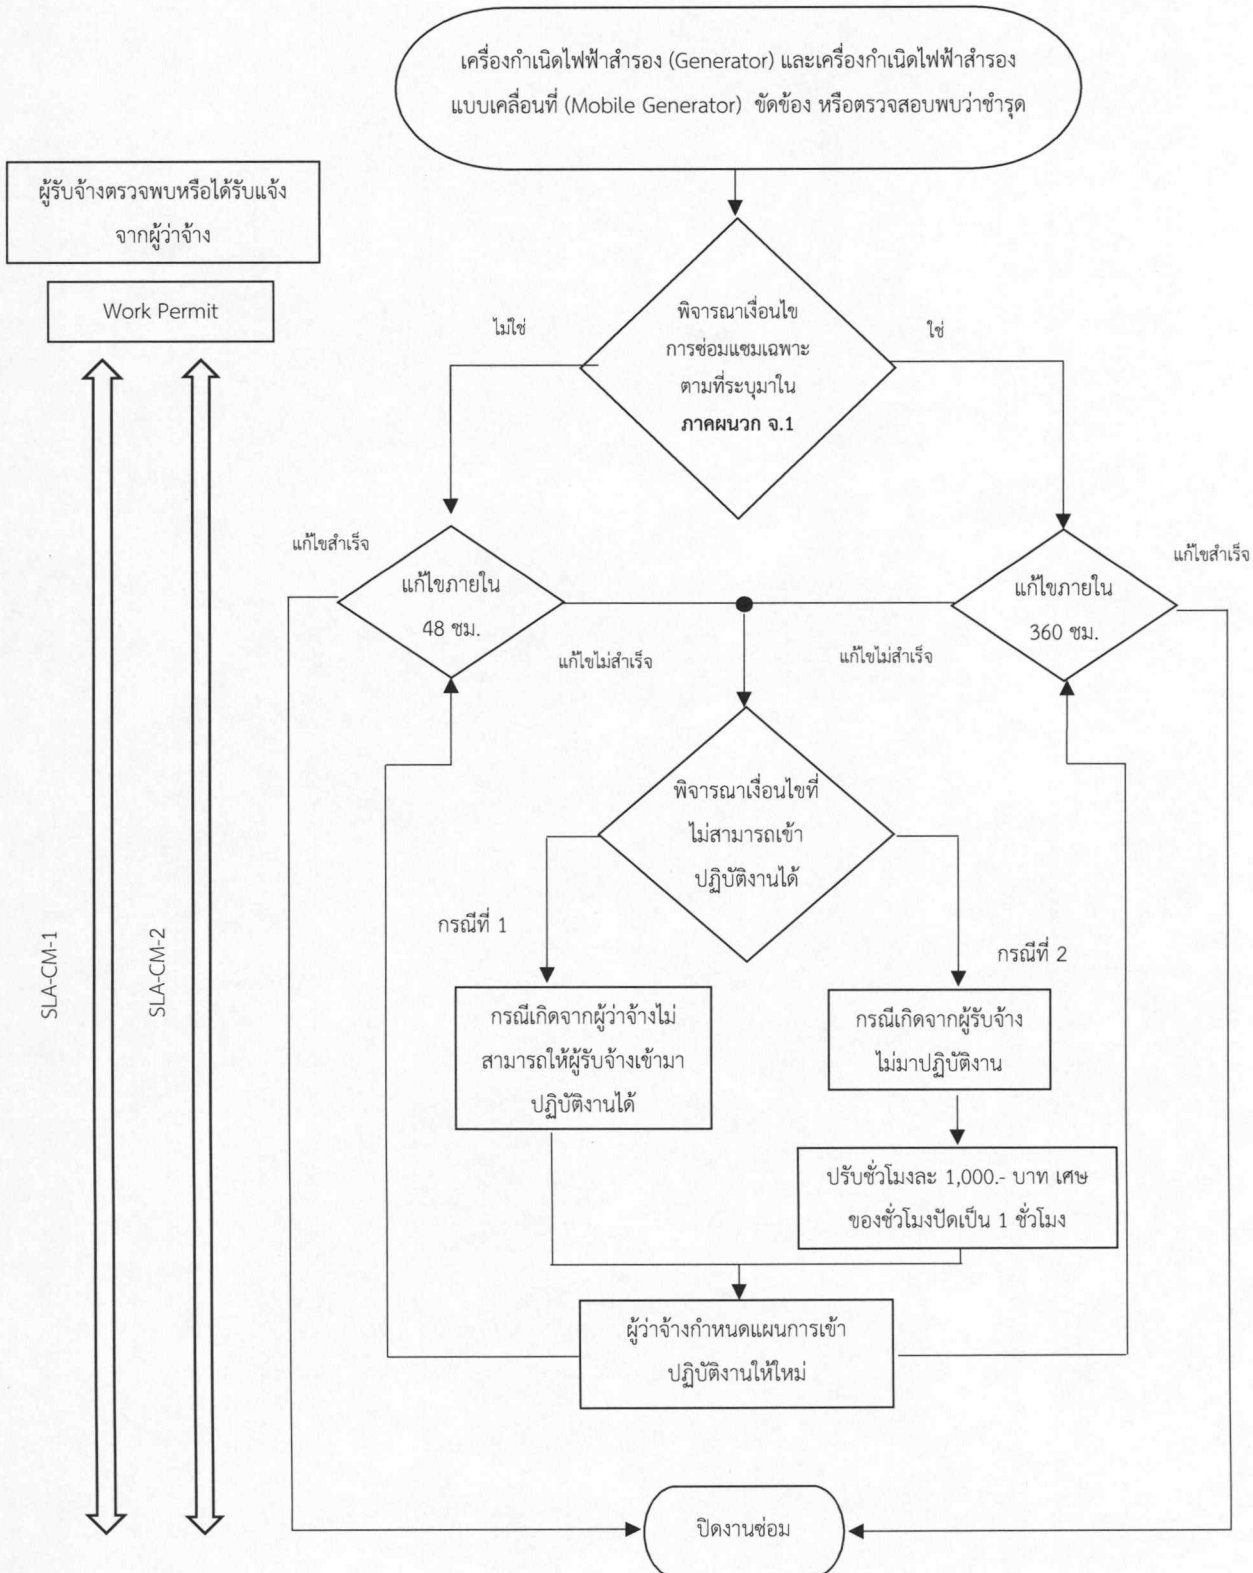 เครื่องกำเนิดไฟฟ้าสำรอง (Generator) และเครื่องกำเนิดไฟฟ้าสำรอง
แบบเคลื่อนที่ (Mobile Generator) ขัดข้อง หรือตรวจสอบพบว่าชำรุด
ผู้รับจ้างตรวจพบหรือได้รับแจ้ง
จากผู้ว่าจ้าง
Work Permit
พิจารณาเงื่อนไข
การซ่อมแซมเฉพาะ
ตามที่ระบุมาใน
ภาคผนวก จ.1
ไม่ใช่
ใช่
แก้ไขสำเร็จ
แก้ไขภายใน
48 ชม.
แก้ไขไม่สำเร็จ
แก้ไขไม่สำเร็จ
แก้ไขภายใน
360 ชม.
แก้ไขสำเร็จ
พิจารณาเงื่อนไขที่
ไม่สามารถเข้า
ปฏิบัติงานได้
กรณีที่ 1
กรณีที่ 2
SLA-CM-1
SLA-CM-2
กรณีเกิดจากผู้ว่าจ้างไม่
สามารถให้ผู้รับจ้างเข้ามา
ปฏิบัติงานได้
กรณีเกิดจากผู้รับจ้าง
ไม่มาปฏิบัติงาน
ปรับชั่วโมงละ 1,000.- บาท เศษ
ของชั่วโมงปัดเป็น 1 ชั่วโมง
ผู้ว่าจ้างกำหนดแผนการเข้า
ปฏิบัติงานให้ใหม่
ปิดงานซ่อม